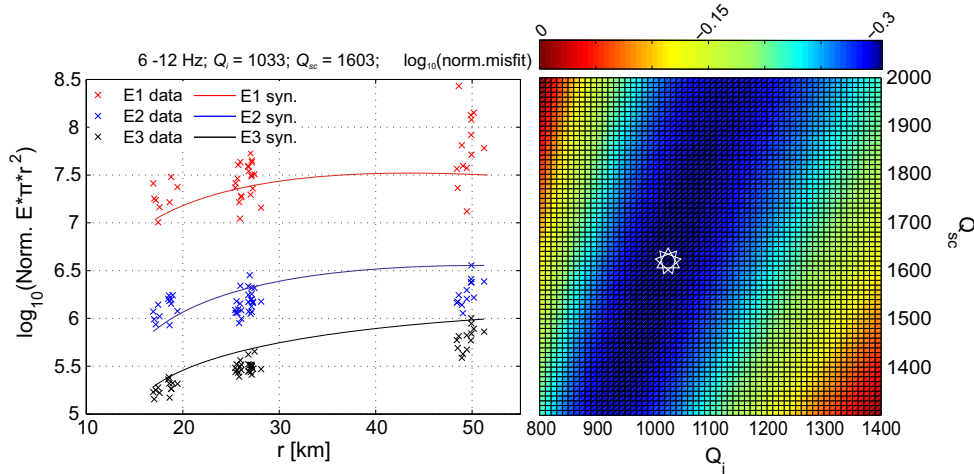 0 −0.15 −0.3
6 -12 Hz; Qi = 1033; Qsc = 1603; log10(norm.misfit)
8.5
8
7.5
7
6.5
6
5.5
5
log10(Norm. E*π*r2)
E1 data E1 syn.
E2 data E2 syn.
E3 data E3 syn.
10 20 30 40 50
r [km]
2000
1900
1800
1700
1600
1500
1400
Qsc
800 900 1000 1100 1200 1300 1400
Qi